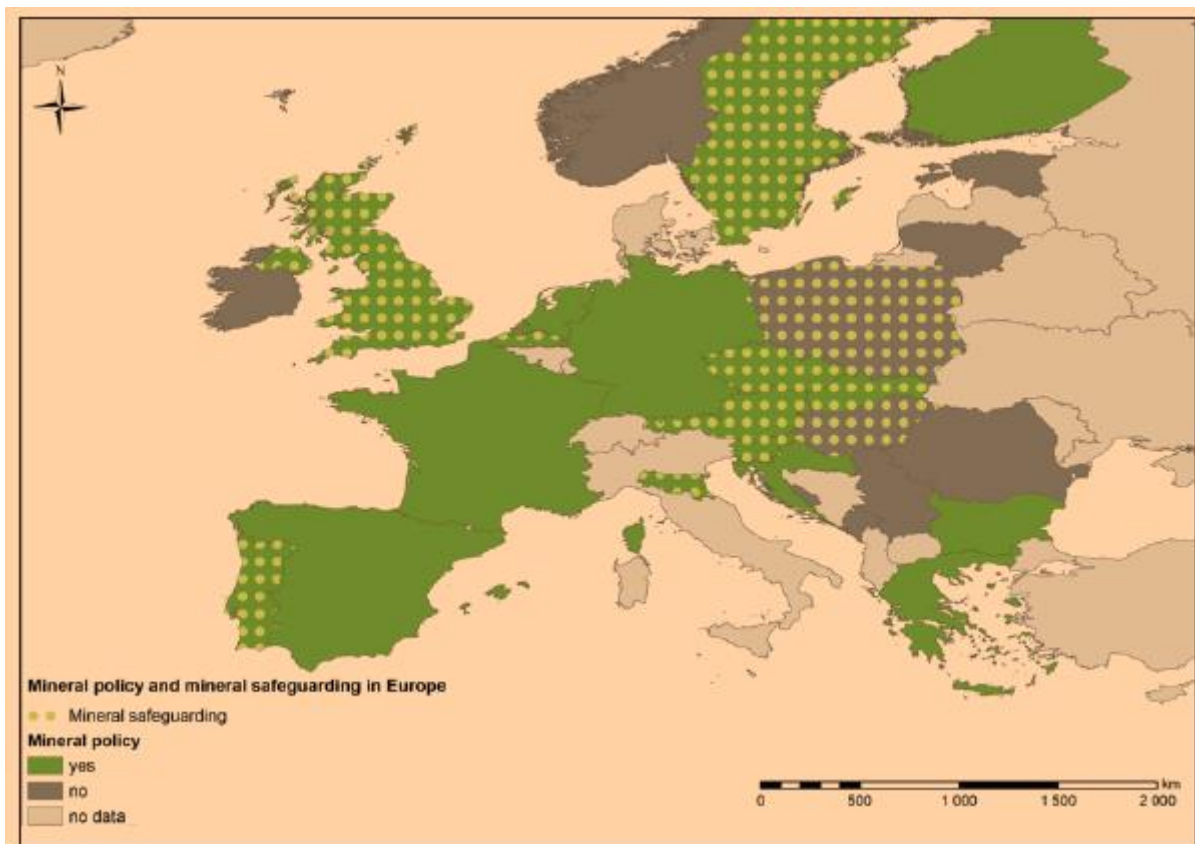 N
Mineral policy and mineral safeguarding in Europe
Mineral safeguarding
Mineral policy
yes
no
no data
km
0 500 1 000 1 500 2 000